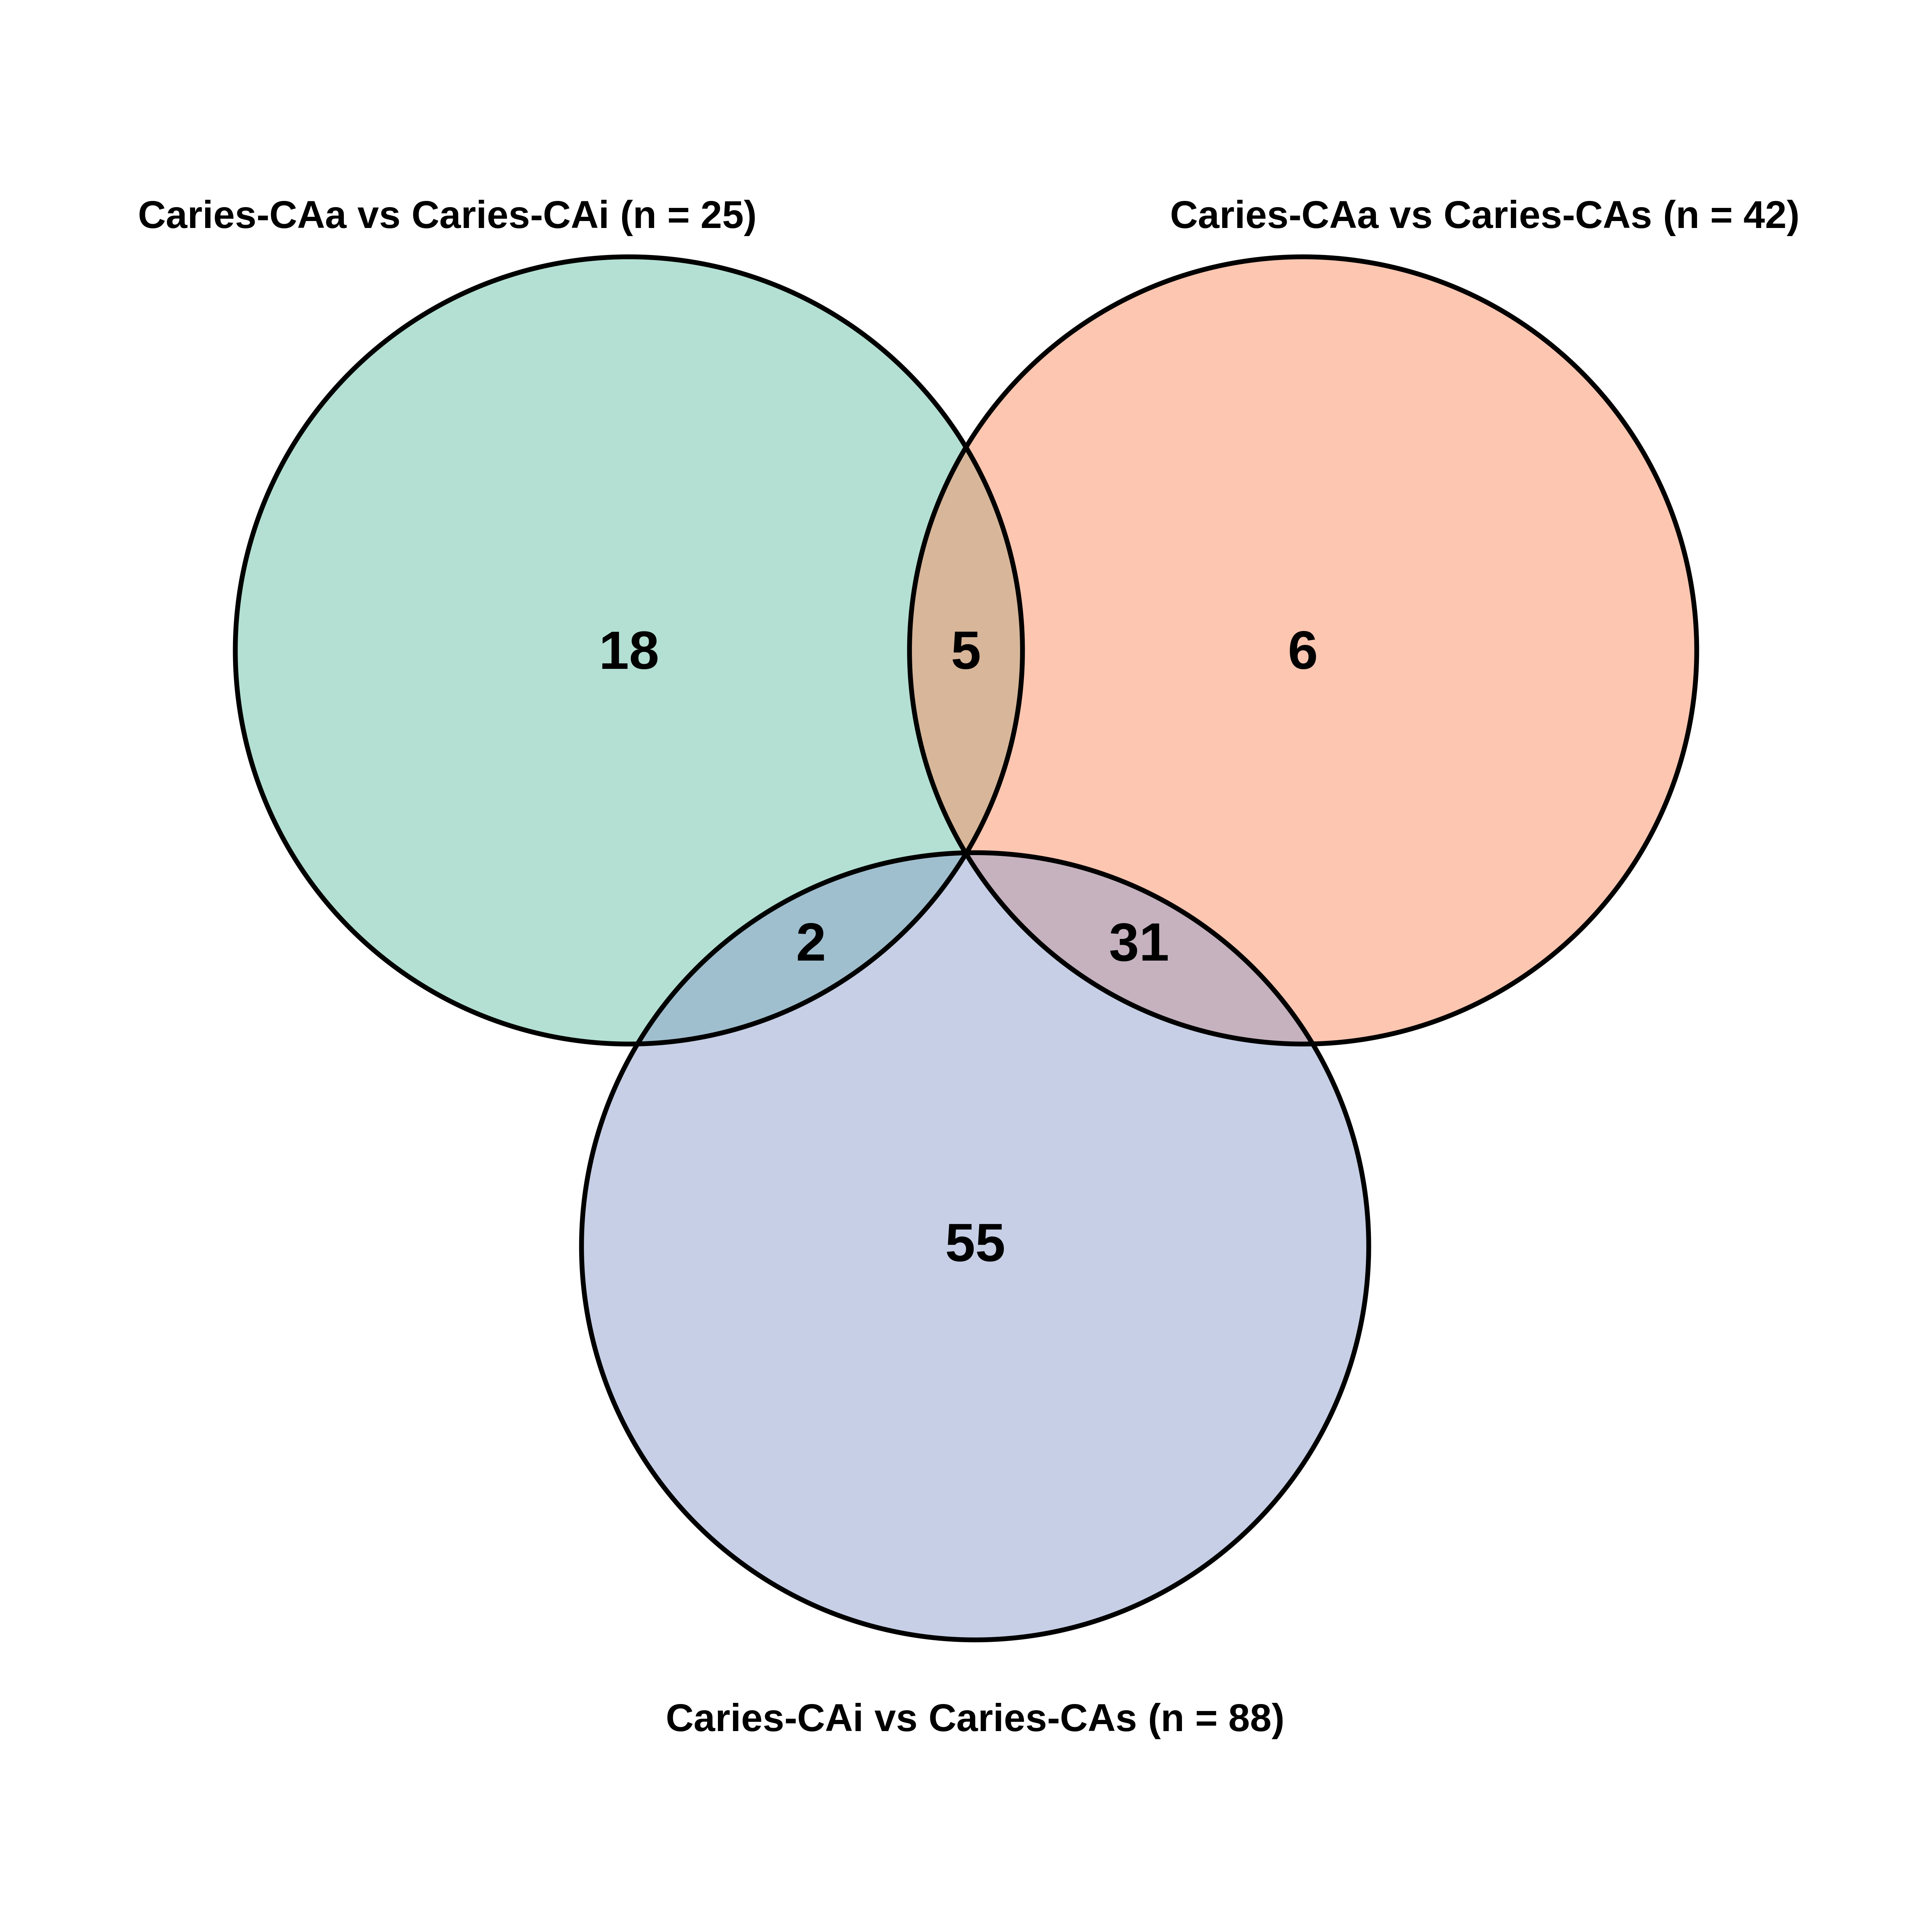 Caries-CAa vs Caries-CAi (n = 25)
Caries-CAa vs Caries-CAs (n = 42)
18
5
6
2
31
55
Caries-CAi vs Caries-CAs (n = 88)